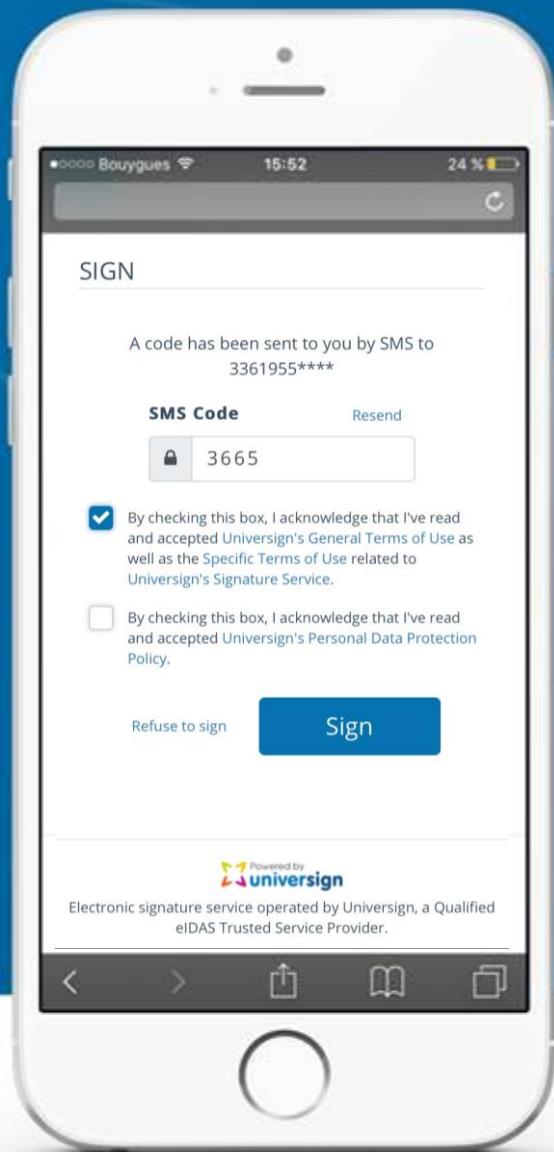 Bouygues 15:52 24 %
SIGN
A code has been sent to you by SMS to
3361955****
SMS Code Resend
3665
By checking this box, I acknowledge that I've read
and accepted Universign's General Terms of Use as
well as the Specific Terms of Use related to
Universign's Signature Service.
By checking this box, I acknowledge that I've read
and accepted Universign's Personal Data Protection
Policy.
Refuse to sign Sign
Powered by
universign
Electronic signature service operated by Universign, a Qualified
eIDAS Trusted Service Provider.